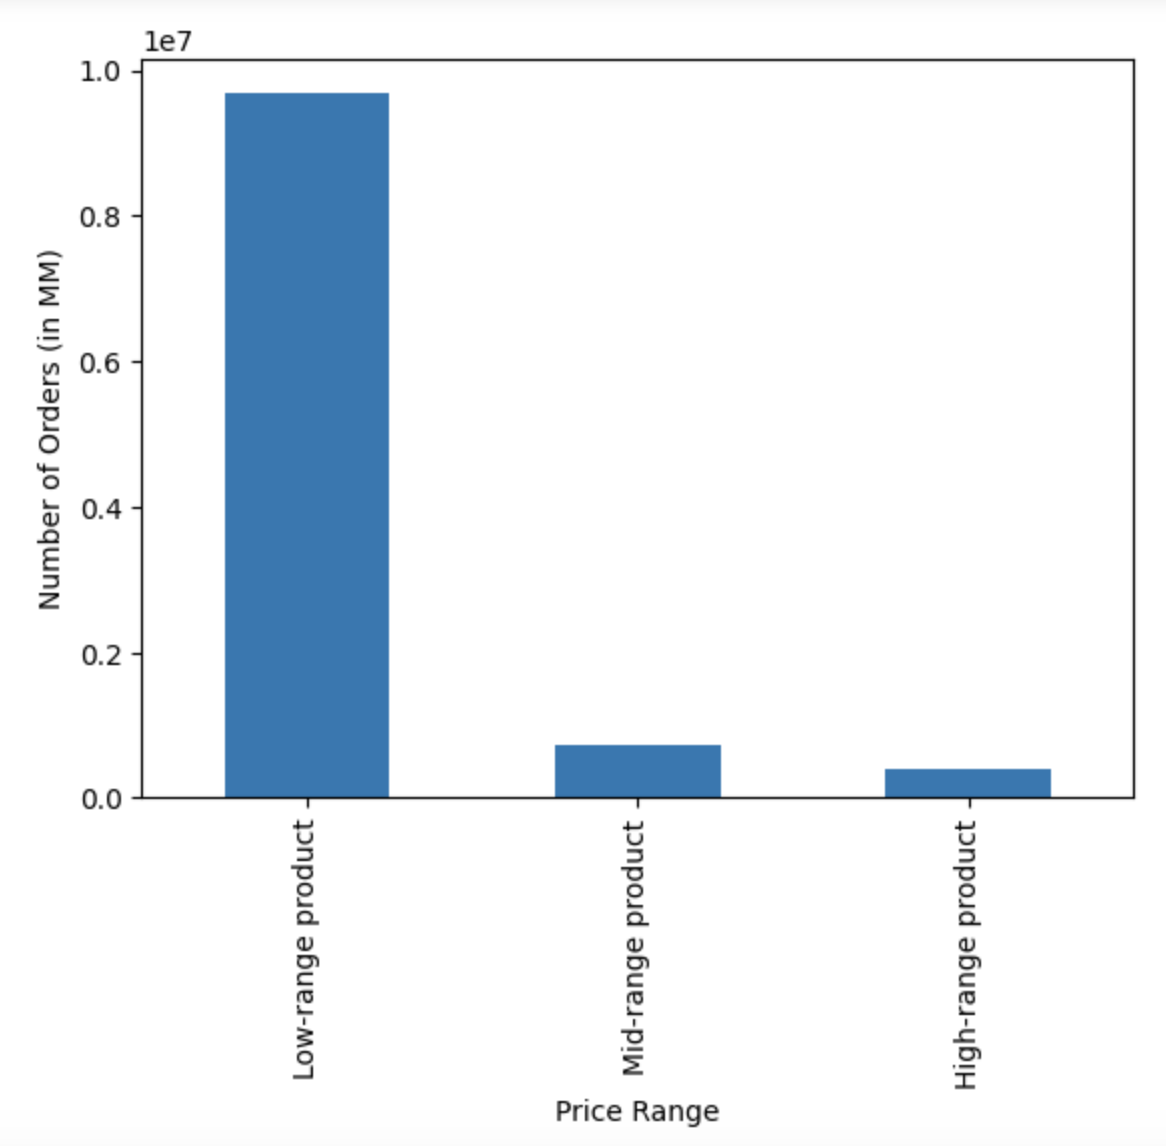 1e7
1.0
0.8
0.6
0.4
0.2
0.0
Number of Orders (in MM)
Low-range product
Mid-range product
High-range product
Price Range